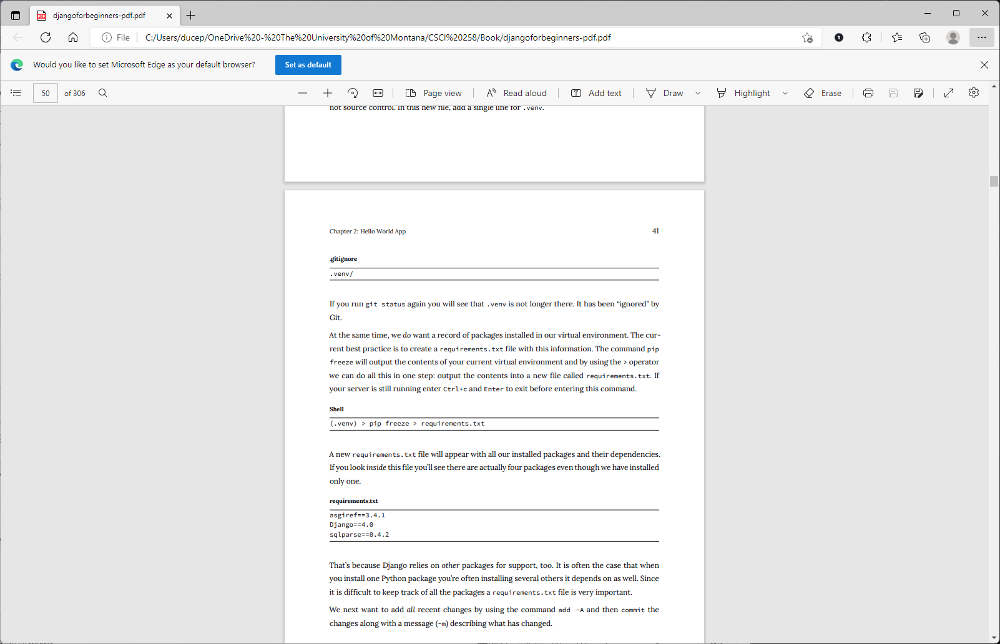 djangoforbeginners-pdf.pdf
File
C:/Users/ducep/OneDrive%20-%20The%20University%20of%20Montana/CSCI%20258/Book/djangoforbeginners-pdf.pdf
Would you like to set Microsoft Edge as your default browser?
Set as default
50 of 306
Page view
Read aloud
Add text
Draw
Highlight
Erase
not source control. In this new file, add a single line for .venv.
Chapter 2: Hello World App
41
.gitignore
.venv/
If you run git status again you will see that .venv is not longer there. It has been “ignored” by
Git.
At the same time, we do want a record of packages installed in our virtual environment. The cur-
rent best practice is to create a requirements.txt file with this information. The command pip
freeze will output the contents of your current virtual environment and by using the > operator
we can do all this in one step: output the contents into a new file called requirements.txt. If
your server is still running enter Ctrl+c and Enter to exit before entering this command.
Shell
(.venv) > pip freeze > requirements.txt
A new requirements.txt file will appear with all our installed packages and their dependencies.
If you look inside this file you’ll see there are actually four packages even though we have installed
only one.
requirements.txt
asgiref==3.4.1
Django==4.0
sqlparse==0.4.2
That’s because Django relies on other packages for support, too. It is often the case that when
you install one Python package you’re often installing several others it depends on as well. Since
it is difficult to keep track of all the packages a requirements.txt file is very important.
We next want to add all recent changes by using the command add -A and then commit the
changes along with a message (-m) describing what has changed.